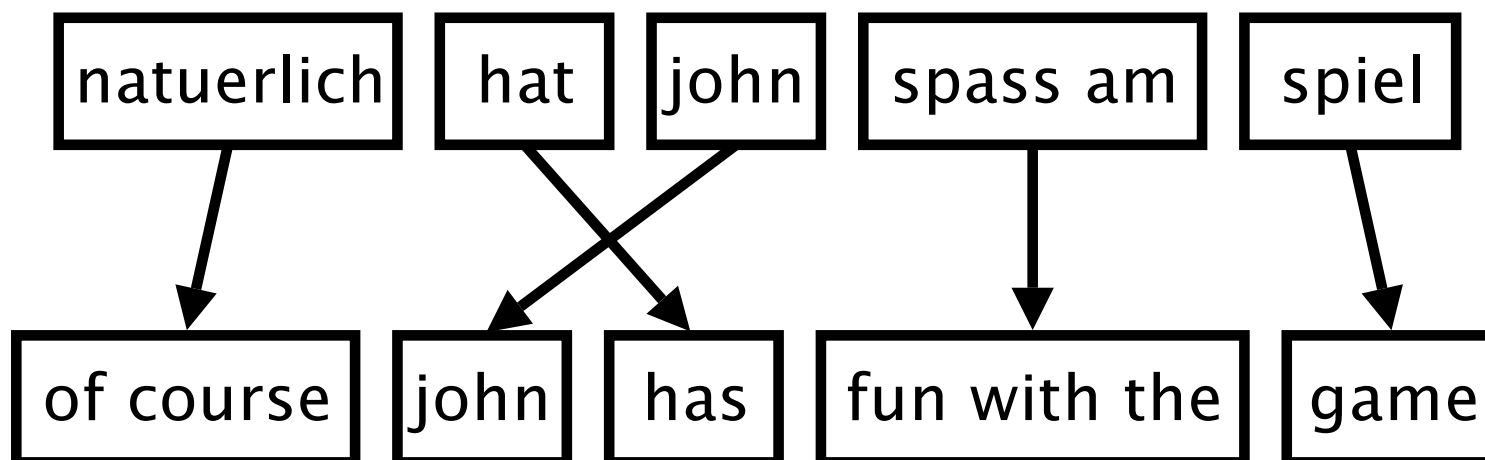 natuerlich hat john spass am spiel
of course john has fun with the game